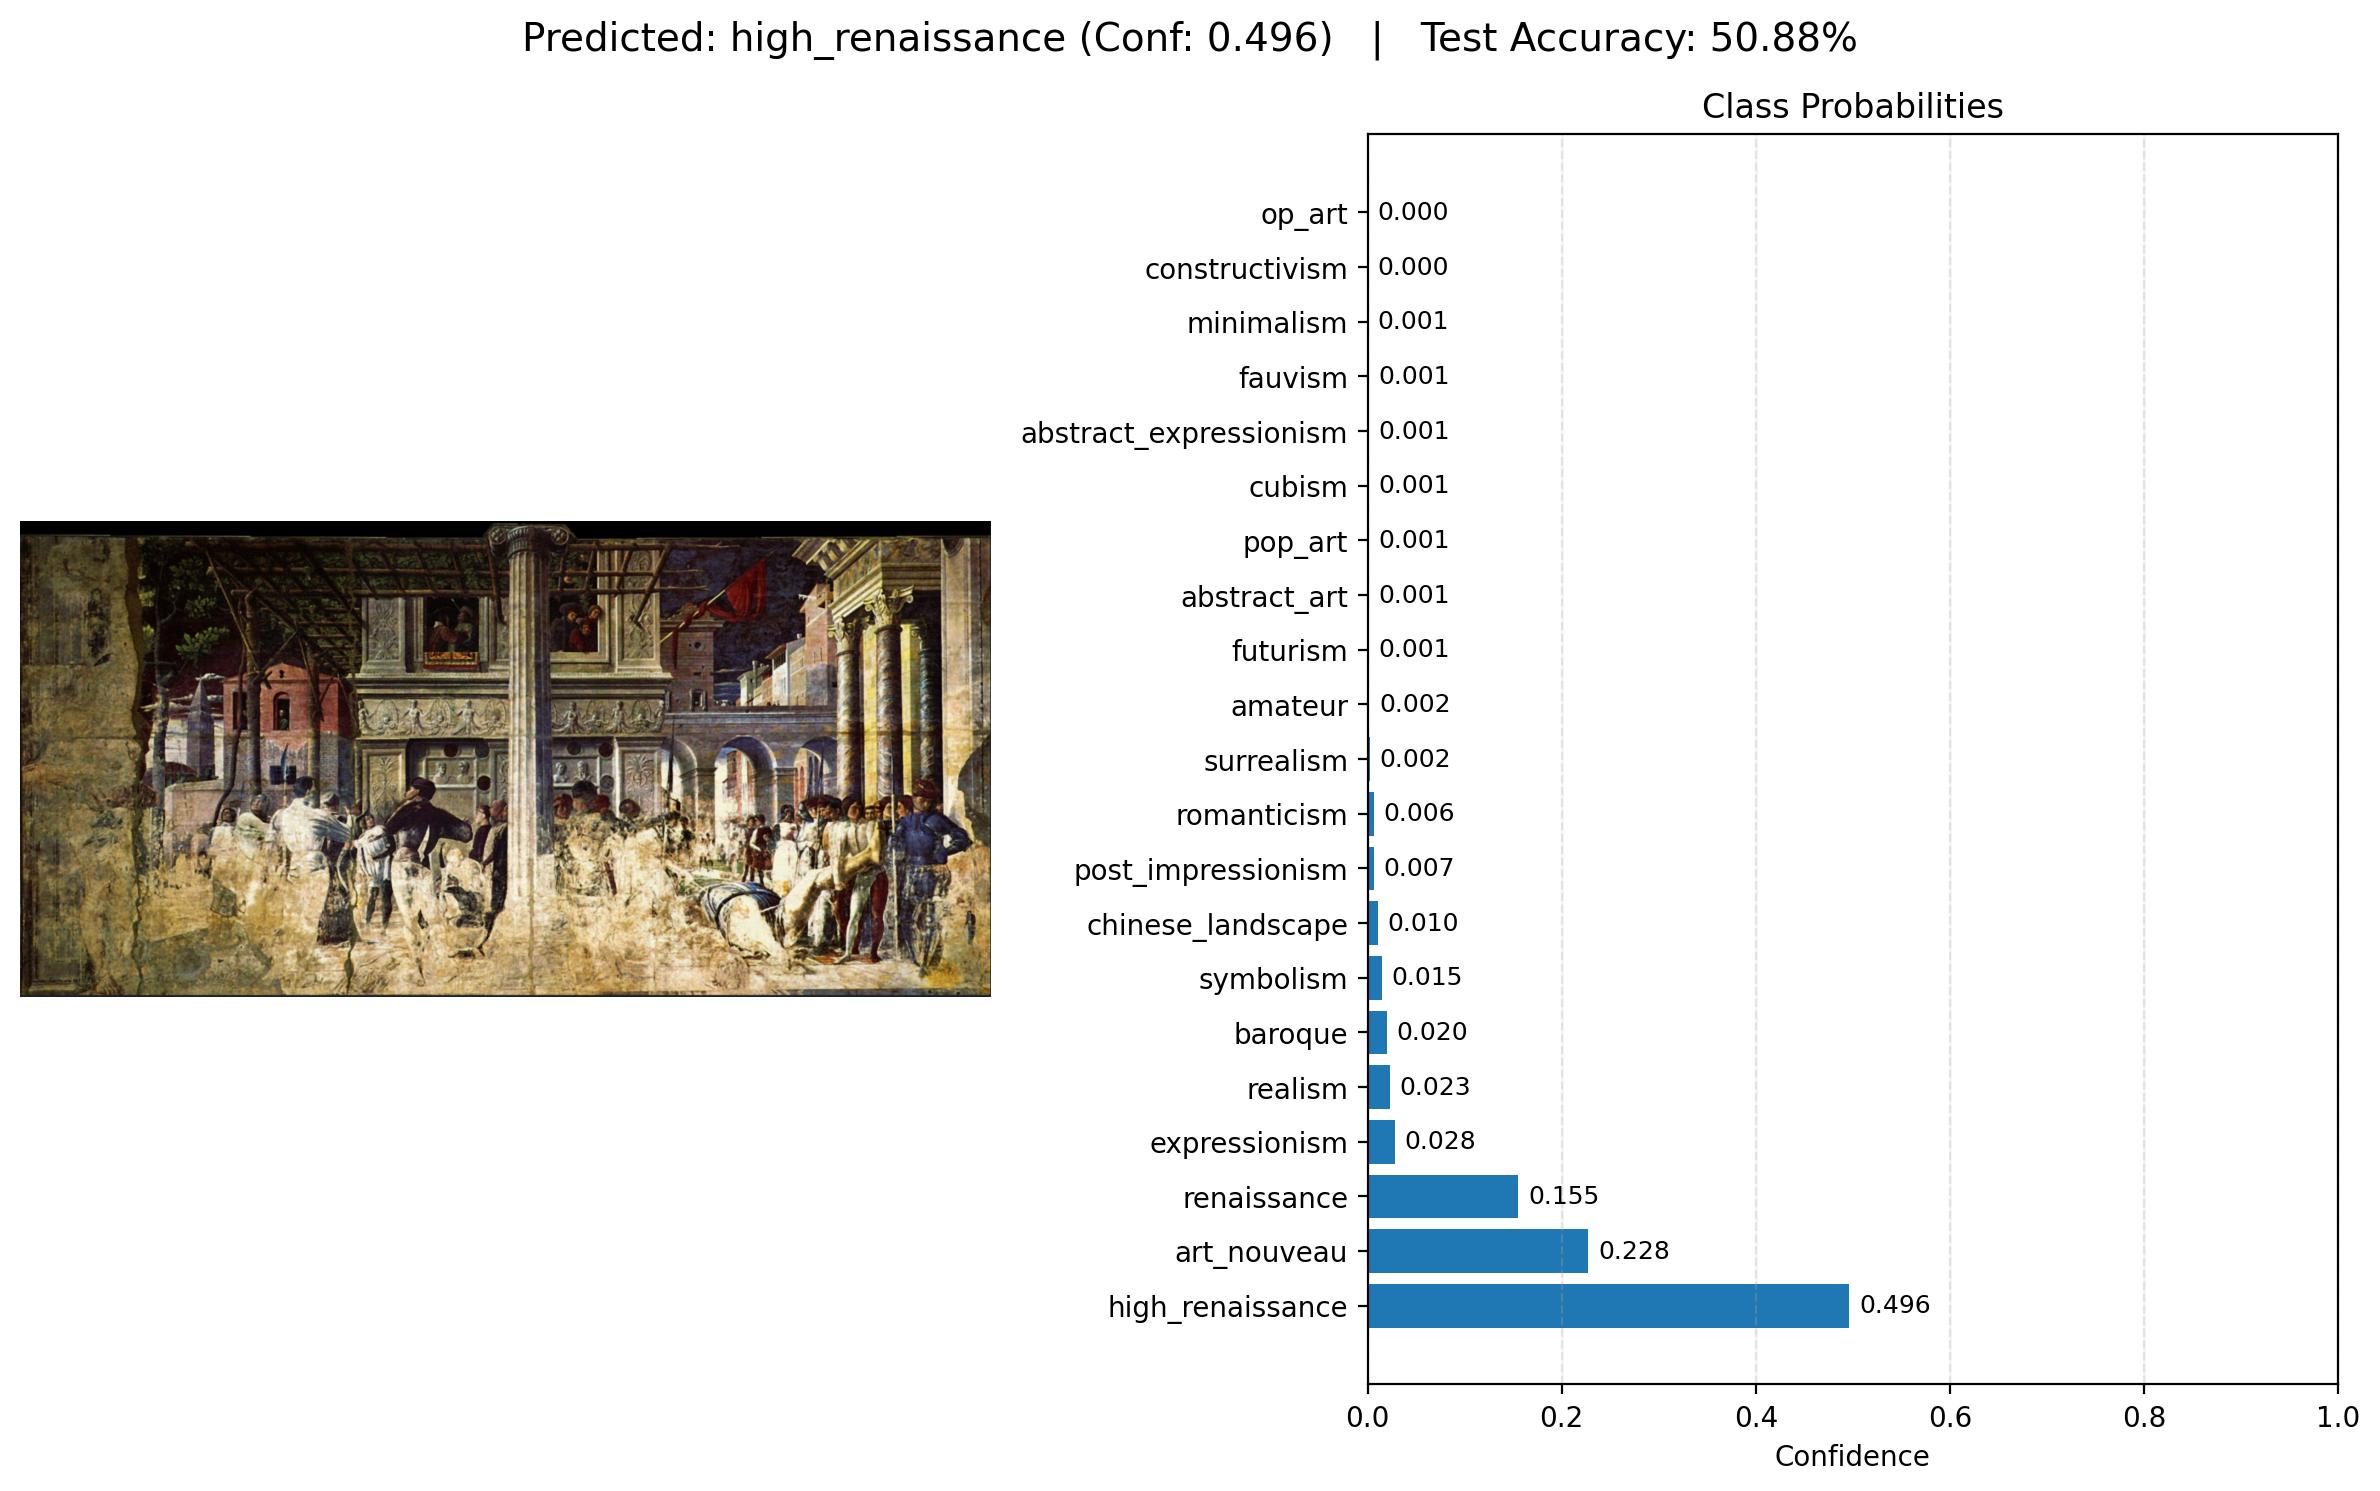 Predicted: high_renaissance (Conf: 0.496) | Test Accuracy: 50.88%
Class Probabilities
op_art 0.000
constructivism 0.000
minimalism 0.001
fauvism 0.001
abstract_expressionism 0.001
cubism 0.001
pop_art 0.001
abstract_art 0.001
futurism 0.001
amateur 0.002
surrealism 0.002
romanticism 0.006
post_impressionism 0.007
chinese_landscape 0.010
symbolism 0.015
baroque 0.020
realism 0.023
expressionism 0.028
renaissance 0.155
art_nouveau 0.228
high_renaissance 0.496
0.0 0.2 0.4 0.6 0.8 1.0
Confidence